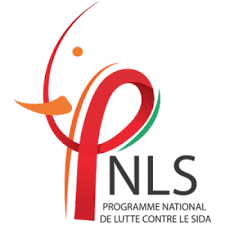 PNLS
PROGRAMME NATIONAL
DE LUTTE CONTRE LE SIDA